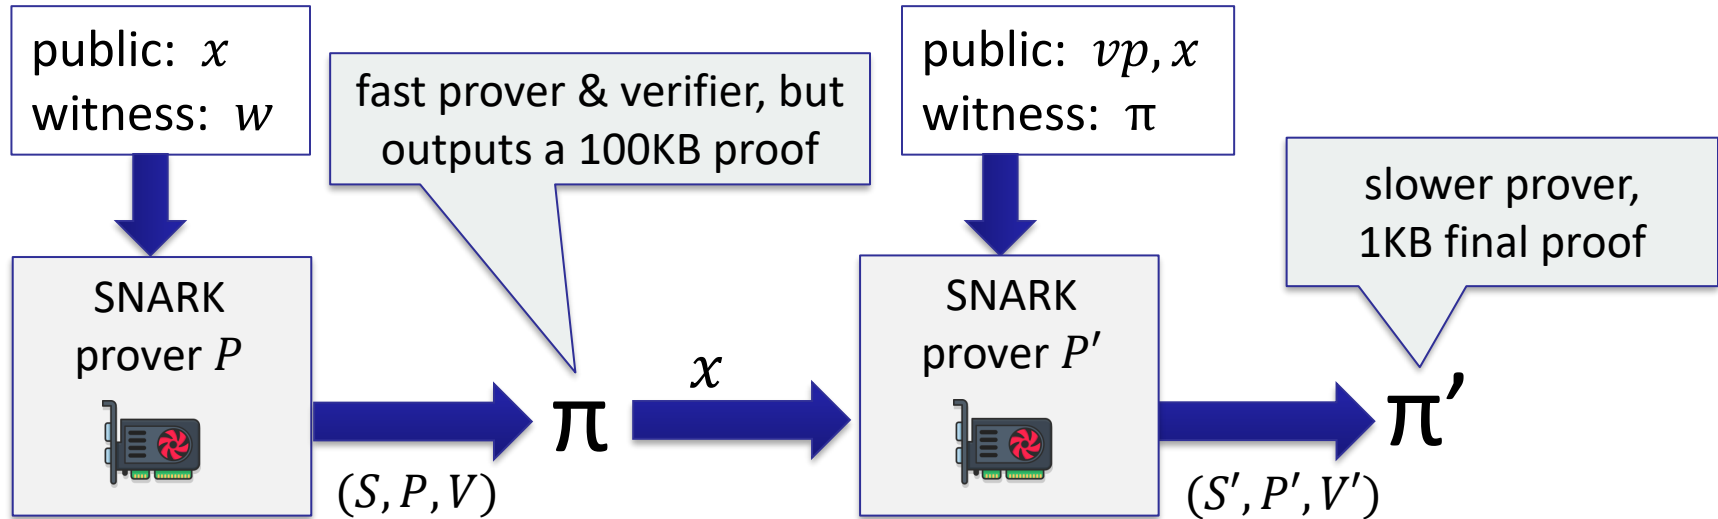 public: x
witness: w
fast prover & verifier, but
outputs a 100KB proof
public: vp, x
witness: π
slower prover,
1KB final proof
SNARK
prover P
(S, P, V)
π
x
SNARK
prover P′
(S′, P′, V′)
π′